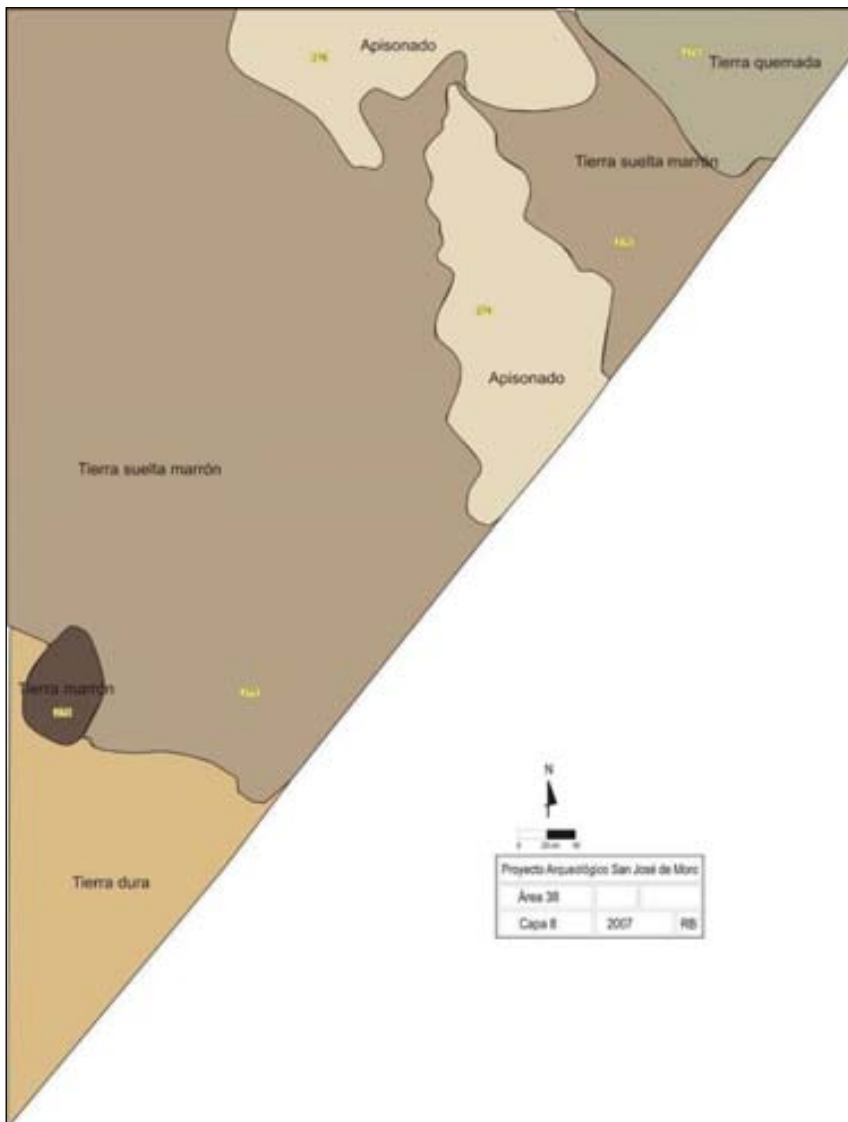 Apisonado
Tierra quemada
Tierra suelta marrón
Apisonado
Tierra suelta marrón
Tierra marrón
Tierra dura
N
Proyecto Arqueológico San José de Moro
Área 38
Capa 8 2007 RB